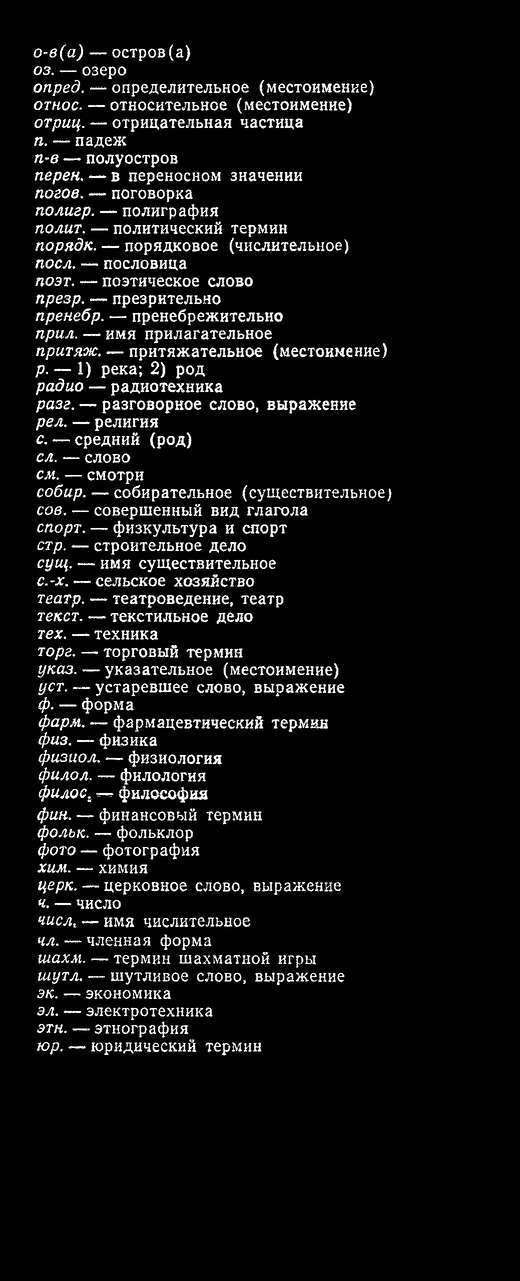 о-в(а) — остров(а)
оз. — озеро
опред. — определительное (местоимение)
относ. — относительное (местоимение)
отриц. — отрицательная частица
п. — падеж
п-в — полуостров
перен. — в переносном значении
погов. — поговорка
полигр. — полиграфия
полит. — политический термин
порядк. — порядковое (числительное)
посл. — пословица
поэт. — поэтическое слово
презр. — презрительно
пренебр. — пренебрежительно
прил. — имя прилагательное
притяж. — притяжательное (местоимение)
р. — 1) река; 2) род
радио — радиотехника
разг. — разговорное слово, выражение
рел. — религия
с. — средний (род)
сл. — слово
см. — смотри
собир. — собирательное (существительное)
сов. — совершенный вид глагола
спорт. — физкультура и спорт
стр. — строительное дело
сущ. — имя существительное
с.-х. — сельское хозяйство
театр. — театроведение, театр
текст. — текстильное дело
тех. — техника
торг. — торговый термин
указ. — указательное (местоимение)
уст. — устаревшее слово, выражение
ф. — форма
фарм. — фармацевтический термин
физ. — физика
физиол. — физиология
филол. — филология
филос. — философия
фин. — финансовый термин
фольк. — фольклор
фото — фотография
хим. — химия
церк. — церковное слово, выражение
ч. — число
числ. — имя числительное
чл. — членная форма
шахм. — термин шахматной игры
шутл. — шутливое слово, выражение
эк. — экономика
эл. — электротехника
этн. — этнография
юр. — юридический термин